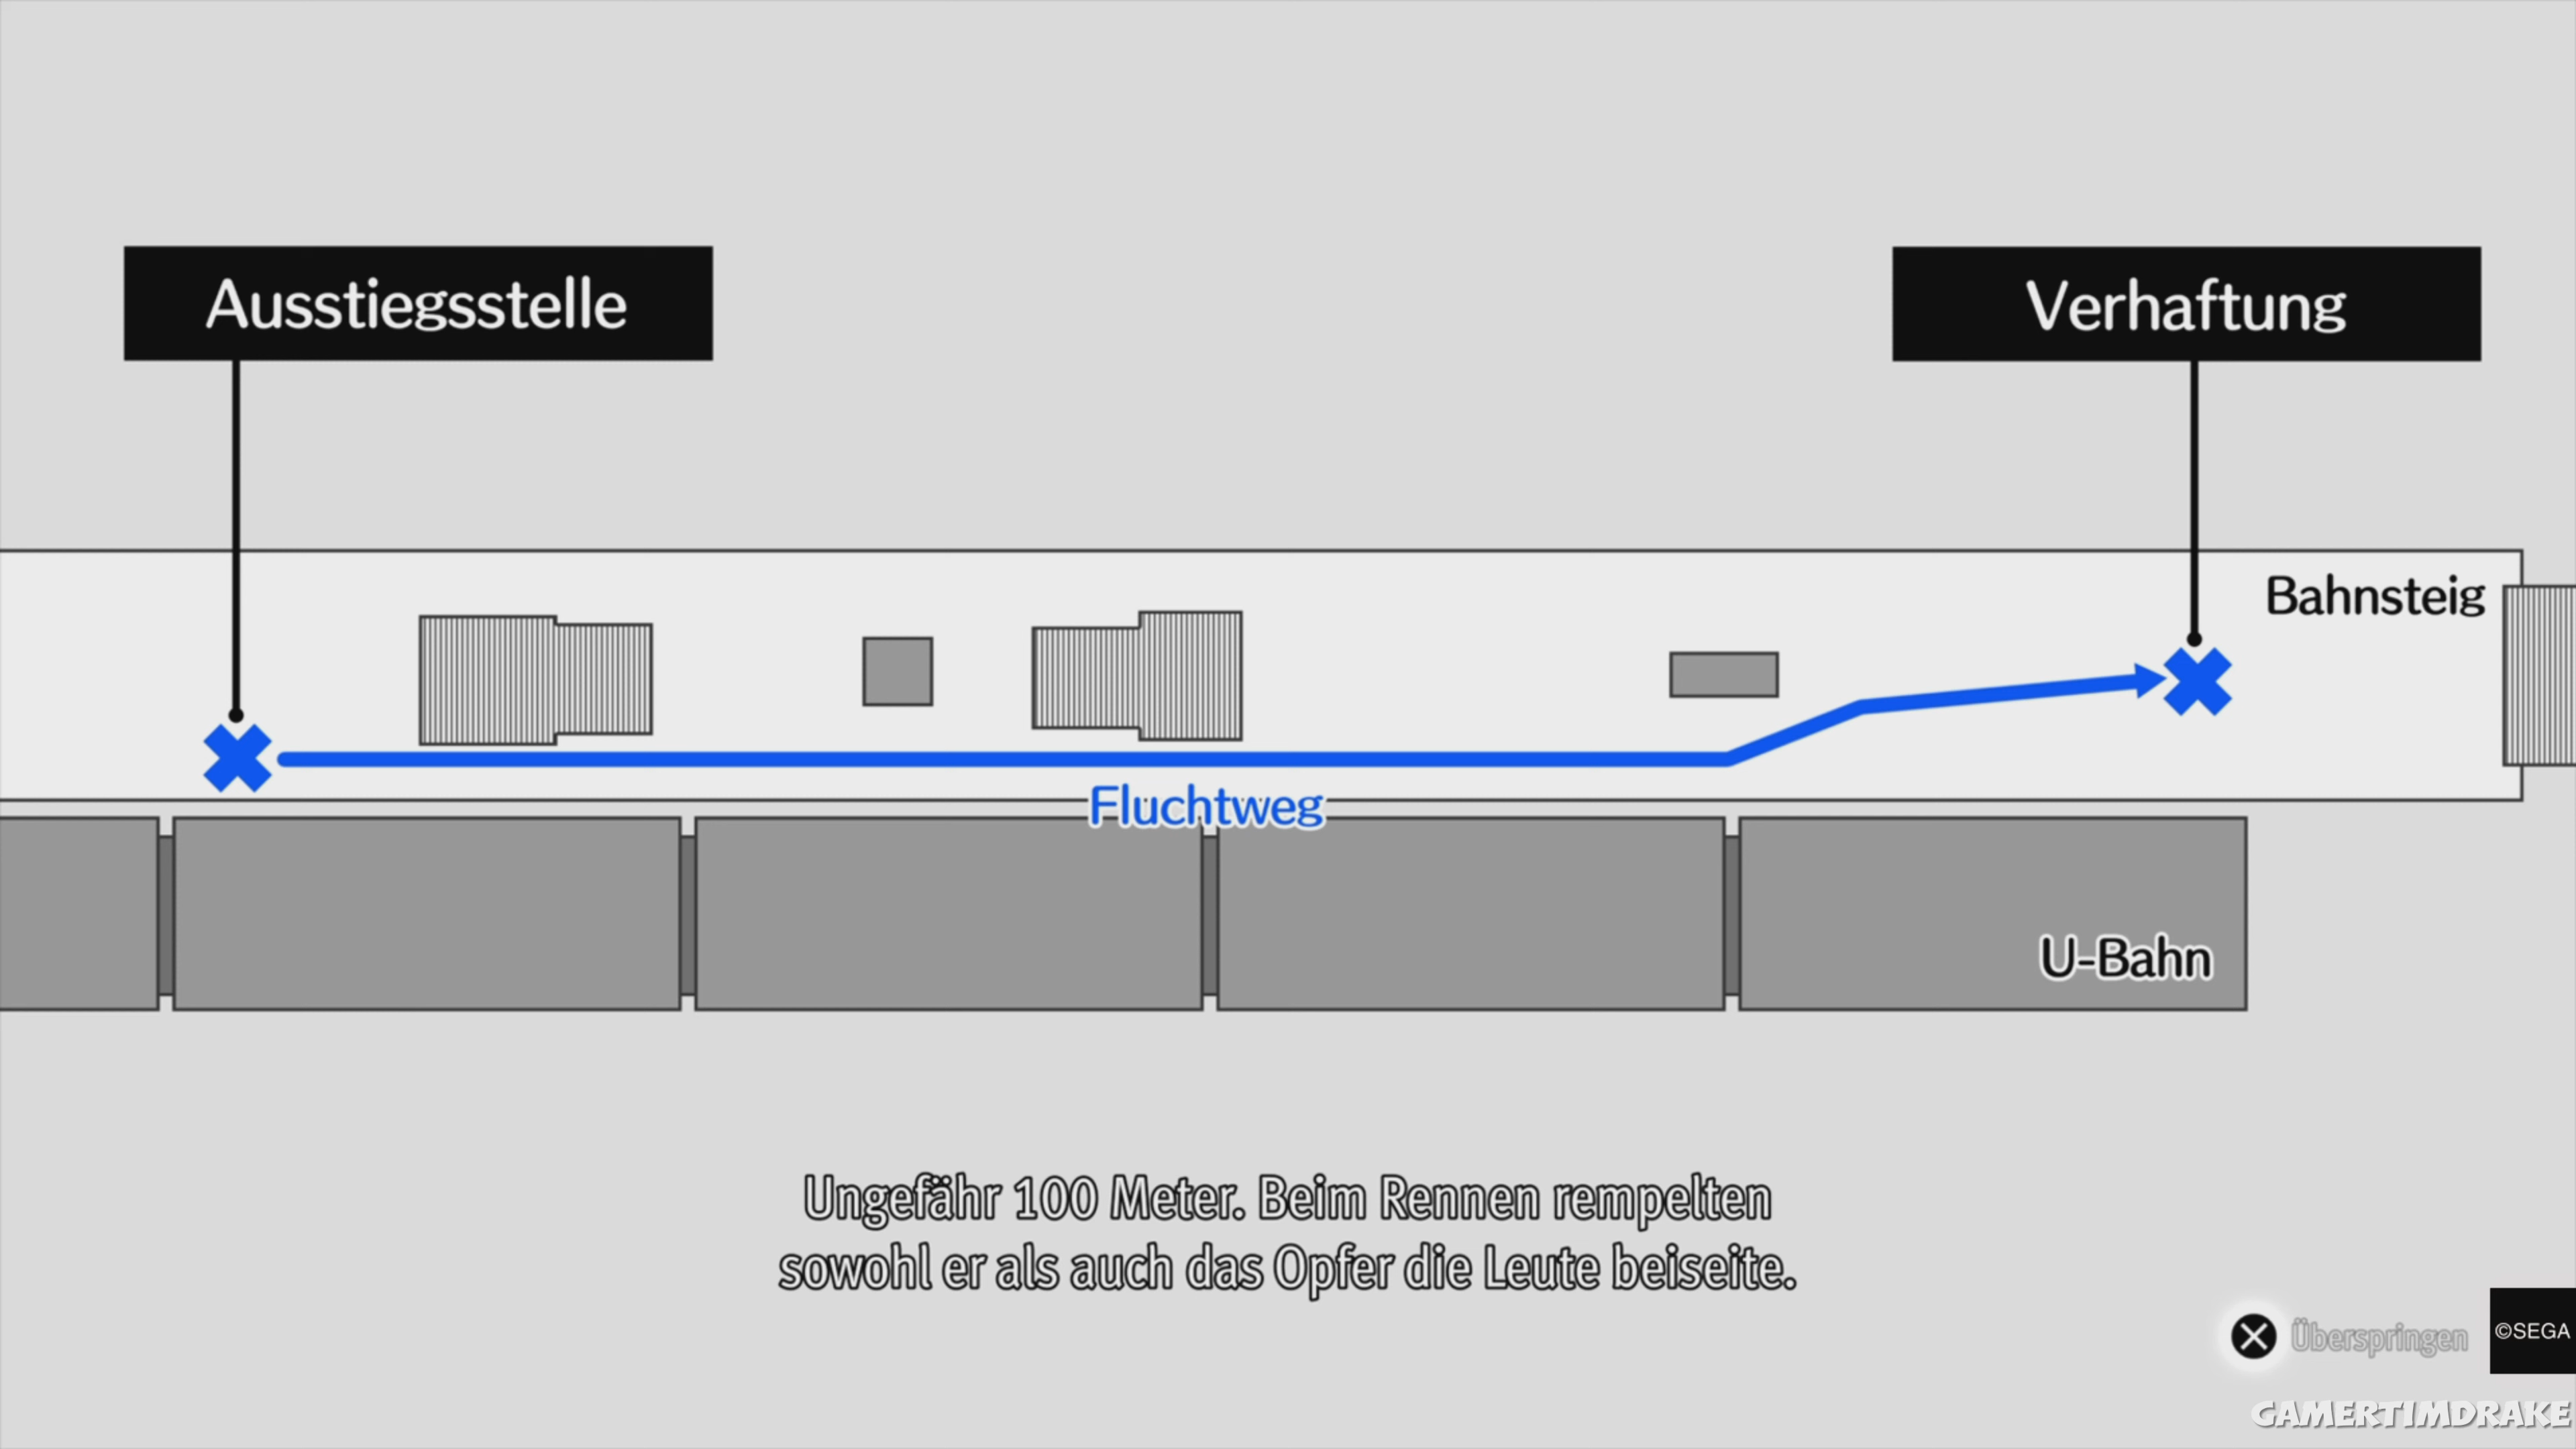 Ausstiegsstelle
Verhaftung
Bahnsteig
Fluchtweg
U-Bahn
Ungefähr 100 Meter. Beim Rennen rempelten
sowohl er als auch das Opfer die Leute beiseite.
Überspringen
©SEGA
GAMERTIMDRAKE